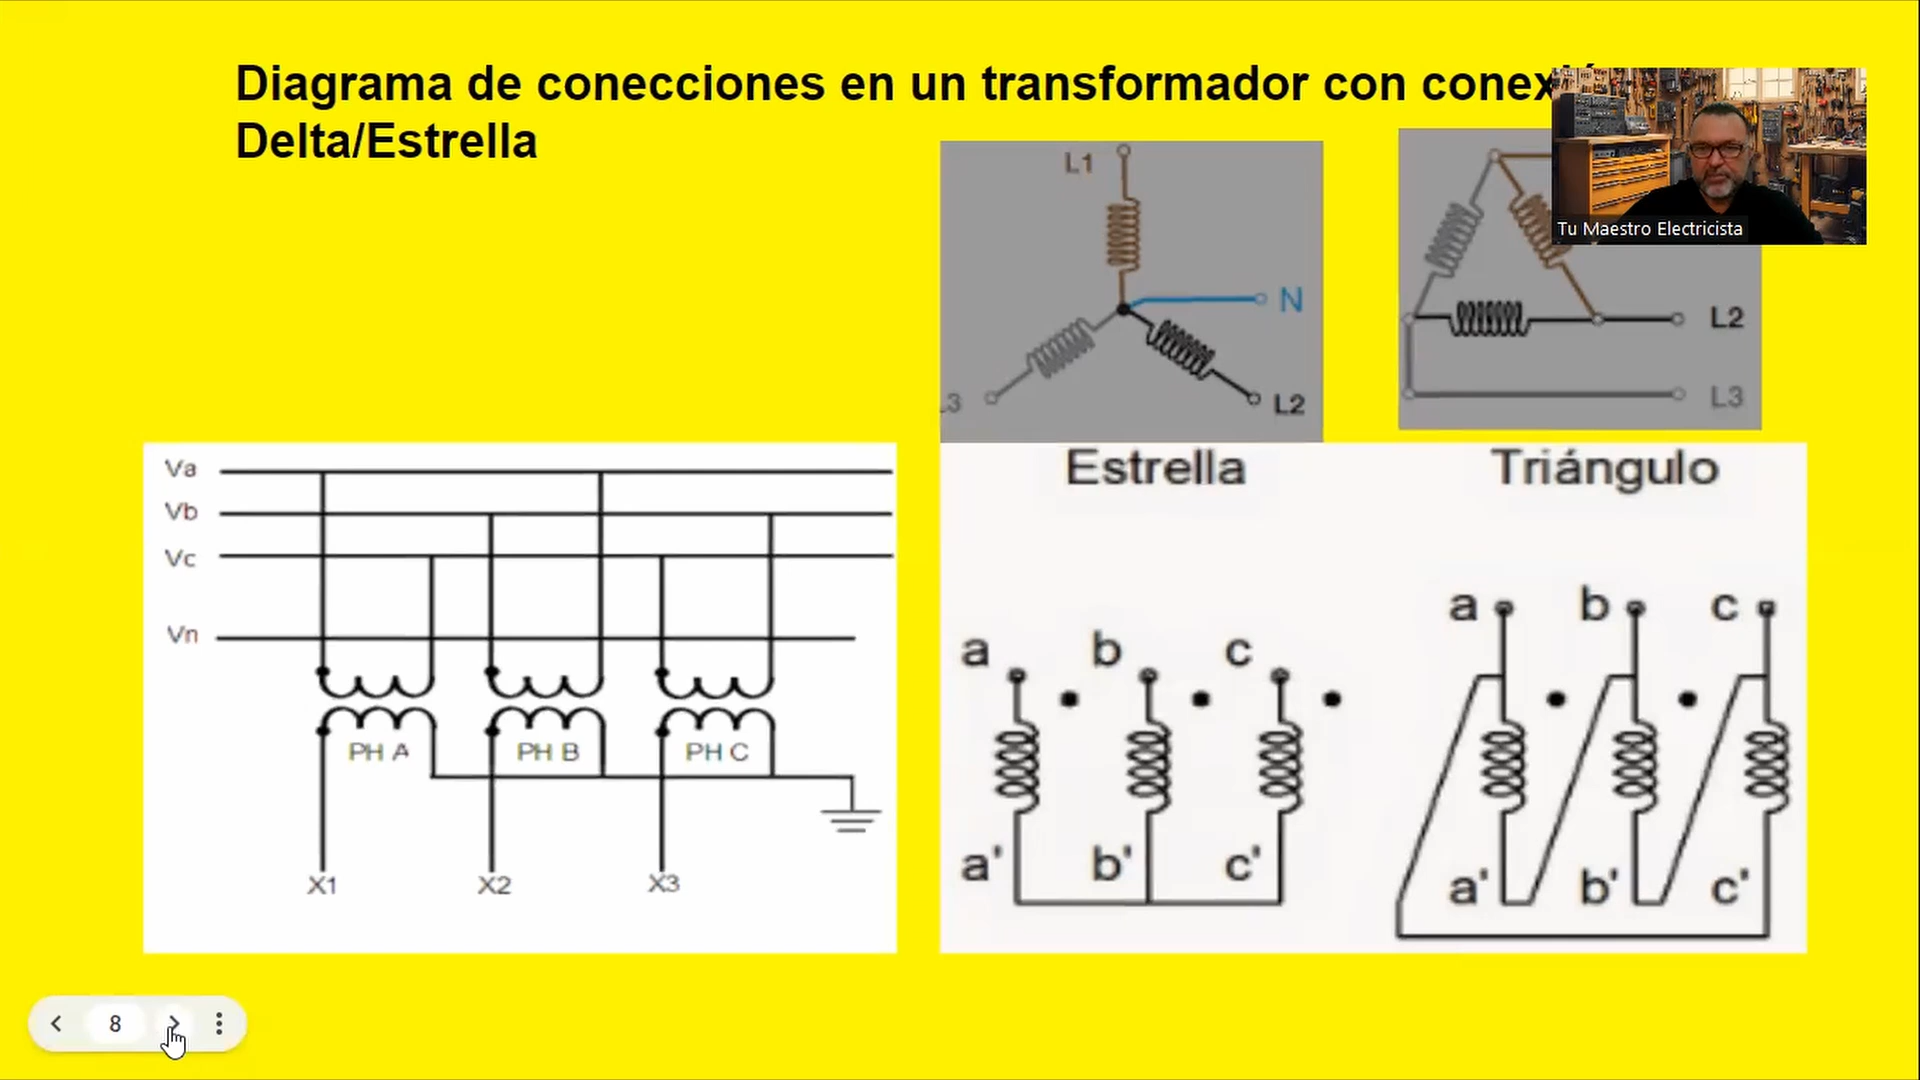 Diagrama de conecciones en un transformador con
Delta/Estrella
Tu Maestro Electricista
L1
N
L2
L2
L3
Estrella
Triángulo
Va
Vb
Vc
Vn
PH A
PH B
PH C
X1
X2
X3
a
b
c
a'
b'
c'
a
b
c
a'
b'
c'
8